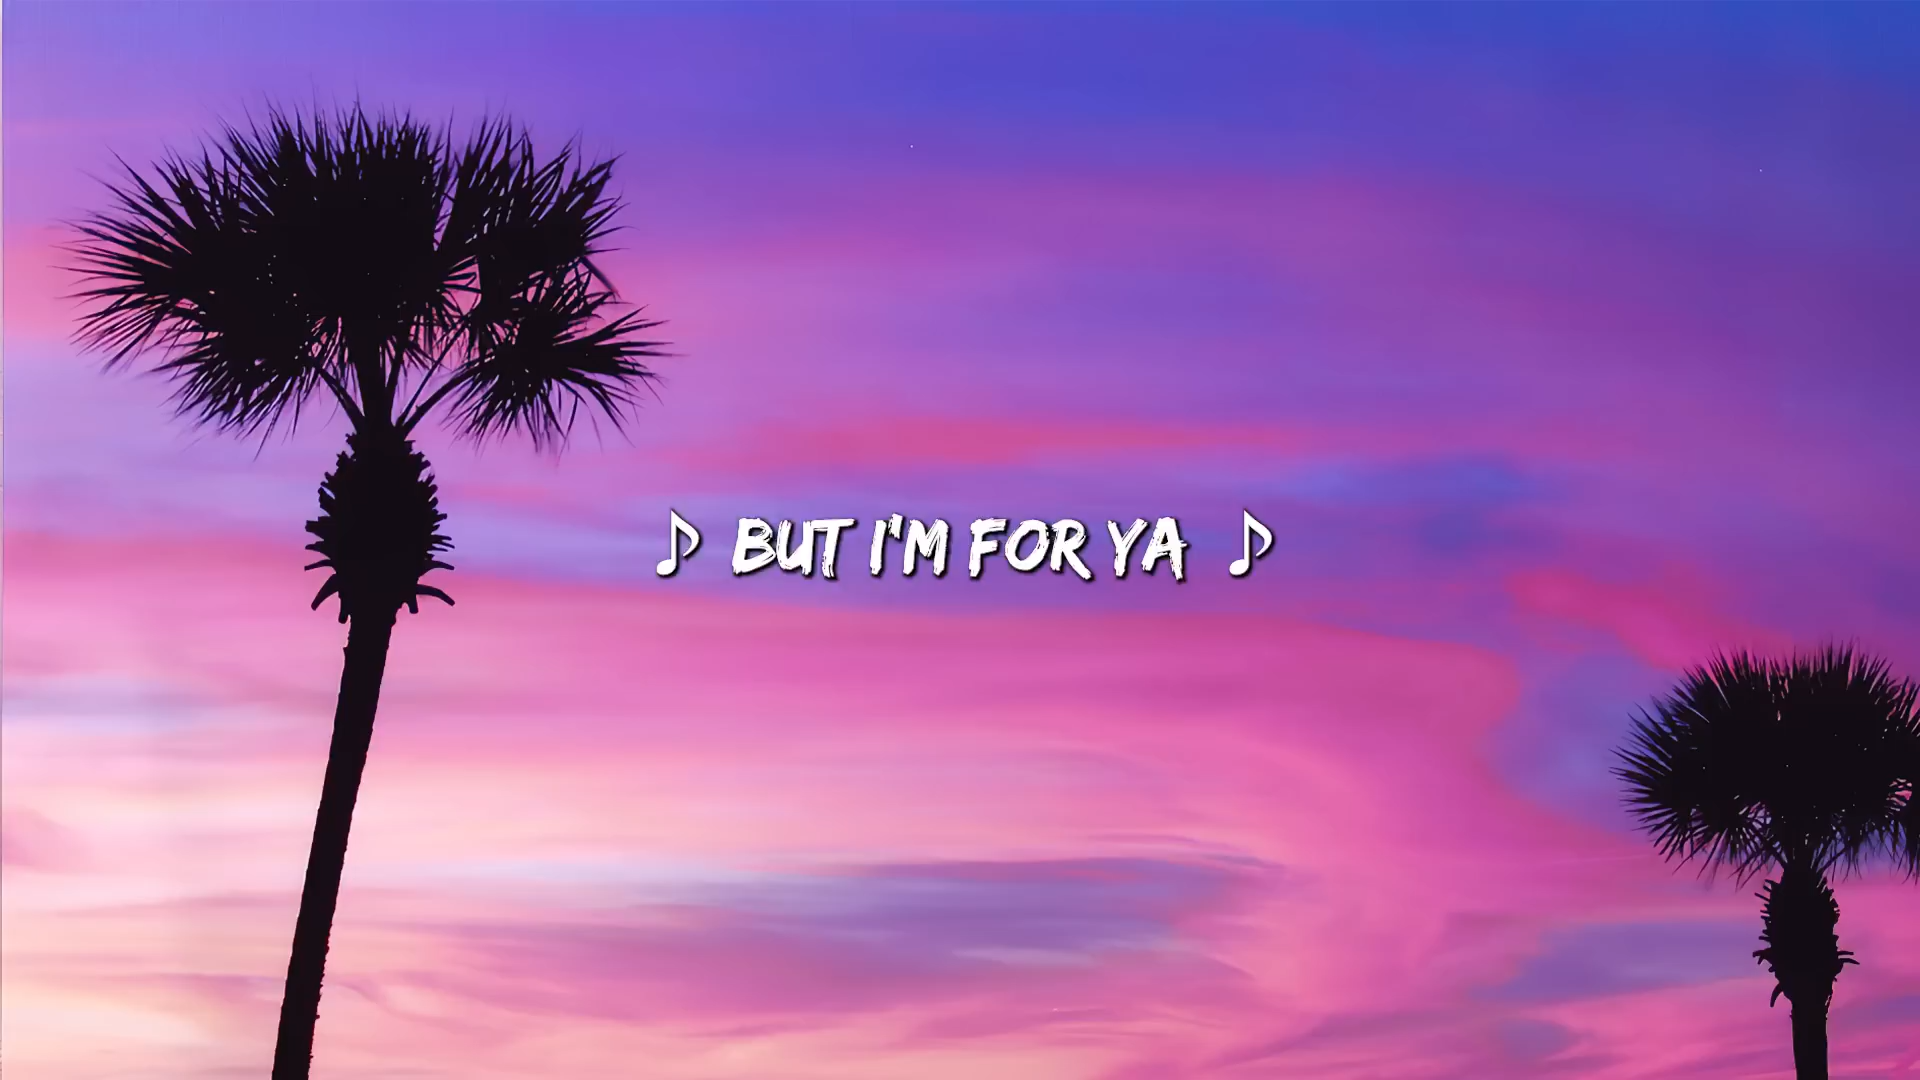 ♪ BUT I'M FOR YA ♪